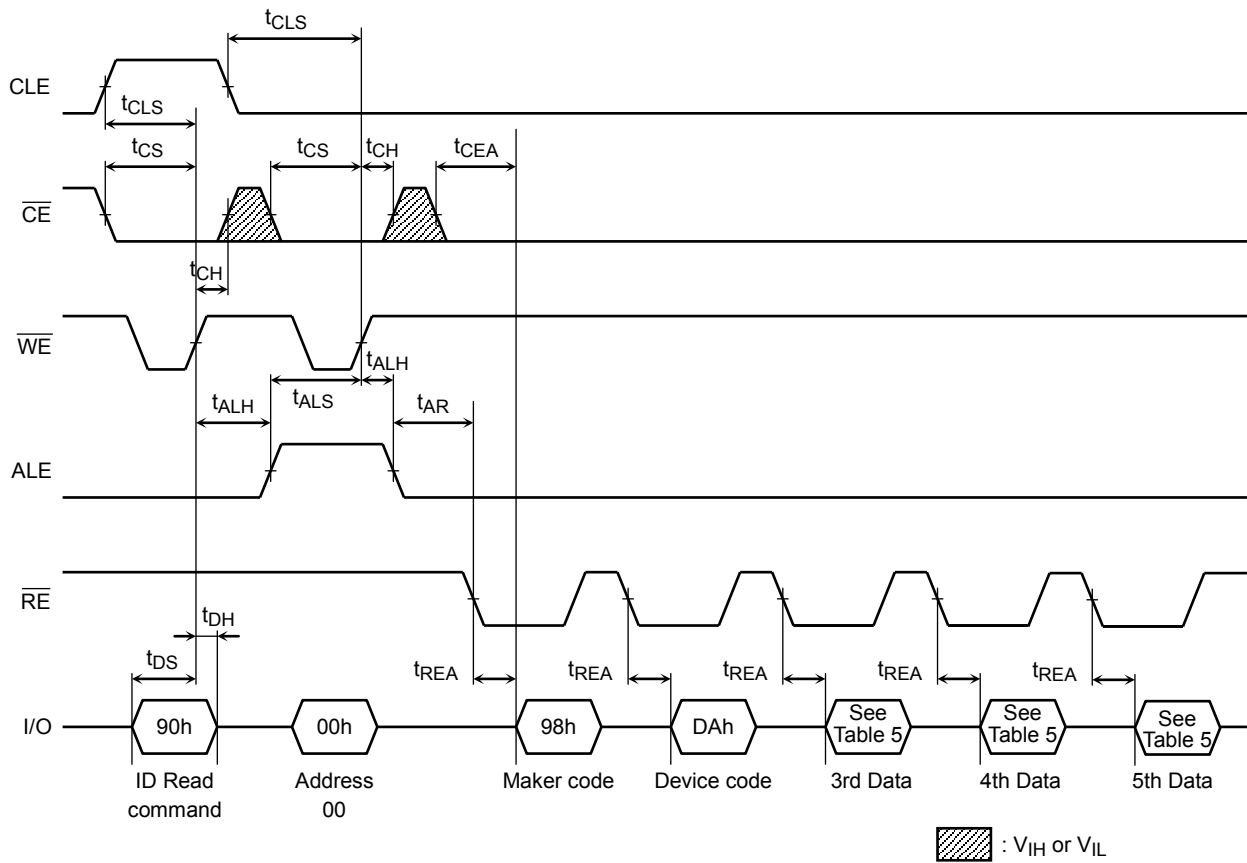 tCLS
CLE
tCLS
tCS
tCS
tCH
tCEA
CE
tCH
WE
tALH
tALH
tALS
tAR
ALE
RE
tDH
tDS
tREA
tREA
tREA
tREA
tREA
I/O
90h
00h
98h
DAh
See
Table 5
See
Table 5
See
Table 5
ID Read
command
Address
00
Maker code
Device code
3rd Data
4th Data
5th Data
: VIH or VIL